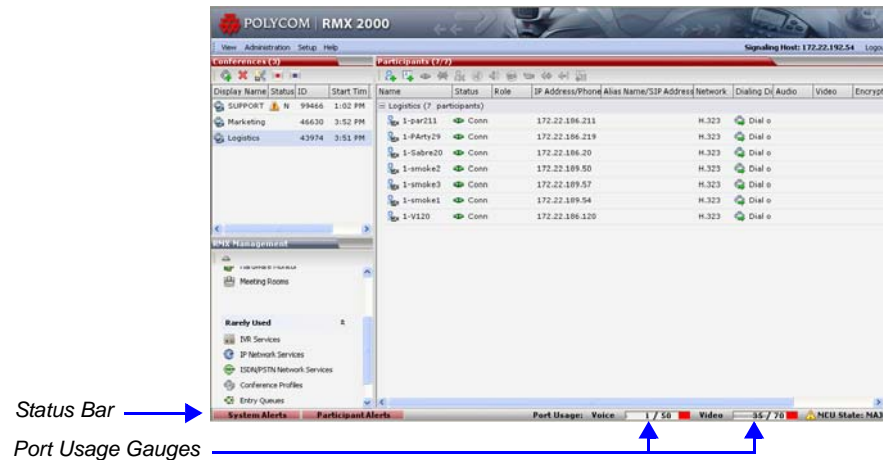 POLYCOM | RMX 2000
View Administration Setup Help Signaling Host: 172.22.192.54 Logou
Conferences (3) Participants (7/7)
Display Name Status ID Start Tim
SUPPORT N 99466 1:02 PM
Marketing 46630 3:52 PM
Logistics 43974 3:51 PM
Name Status Role IP Address/Phone Alias Name/SIP Address Network Dialing Di Audio Video Encrypt
Logistics (7 participants)
1-par211 Conn 172.22.186.211 H.323 Dial o
1-PArty29 Conn 172.22.186.219 H.323 Dial o
1-Sabre20 Conn 172.22.186.20 H.323 Dial o
1-smoke2 Conn 172.22.189.50 H.323 Dial o
1-smoke3 Conn 172.22.189.57 H.323 Dial o
1-smoke1 Conn 172.22.189.54 H.323 Dial o
1-V120 Conn 172.22.186.120 H.323 Dial o
RMX Management
Hardware Monitor
Meeting Rooms
Rarely Used
IVR Services
IP Network Services
ISDN/PSTN Network Services
Conference Profiles
Entry Queues
System Alerts Participant Alerts Port Usage: Voice 1 / 50 Video 35 / 70 MCU State: MAJ
Status Bar
Port Usage Gauges